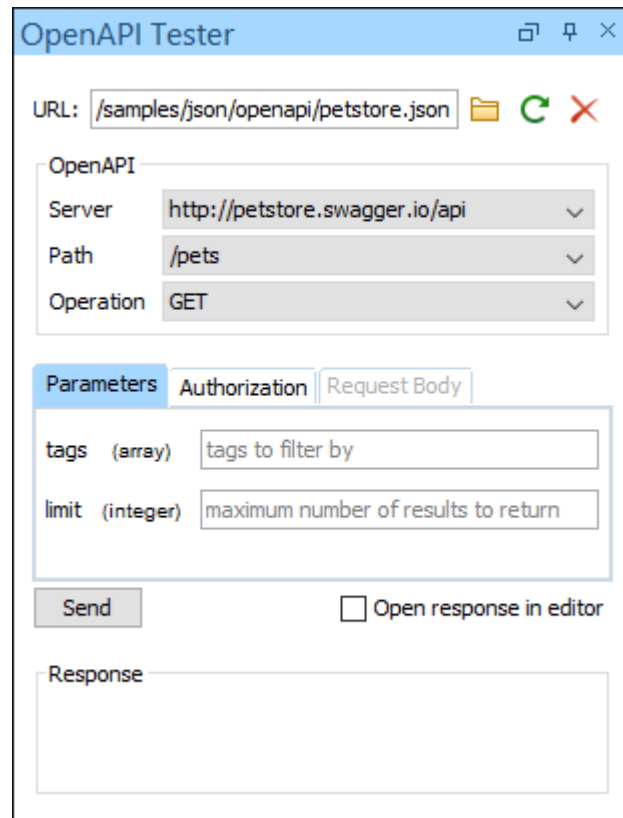 OpenAPI Tester
URL: /samples/json/openapi/petstore.json
OpenAPI
Server http://petstore.swagger.io/api
Path /pets
Operation GET
Parameters Authorization Request Body
tags (array) tags to filter by
limit (integer) maximum number of results to return
Send Open response in editor
Response